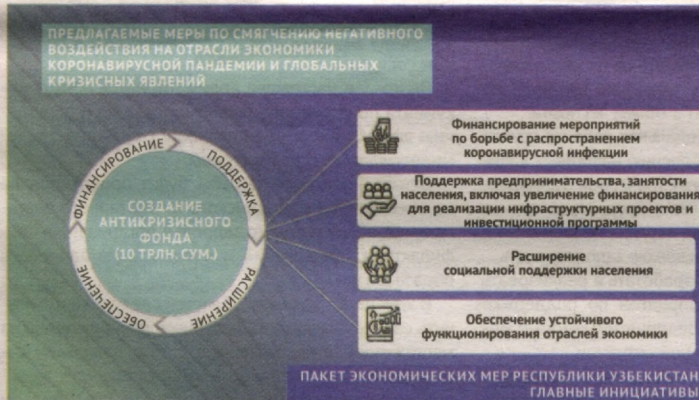 ПРЕДЛАГАЕМЫЕ МЕРЫ ПО СМЯГЧЕНИЮ НЕГАТИВНОГО
ВОЗДЕЙСТВИЯ НА ОТРАСЛИ ЭКОНОМИКИ
КОРОНАВИРУСНОЙ ПАНДЕМИИ И ГЛОБАЛЬНЫХ
КРИЗИСНЫХ ЯВЛЕНИЙ
ФИНАНСИРОВАНИЕ
ПОДДЕРЖКА
РАСШИРЕНИЕ
ОБЕСПЕЧЕНИЕ
СОЗДАНИЕ
АНТИКРИЗИСНОГО
ФОНДА
(10 ТРЛН. СУМ.)
Финансирование мероприятий
по борьбе с распространением
коронавирусной инфекции
Поддержка предпринимательства, занятости
населения, включая увеличение финансирования
для реализации инфраструктурных проектов и
инвестиционной программы
Расширение
социальной поддержки населения
Обеспечение устойчивого
функционирования отраслей экономики
ПАКЕТ ЭКОНОМИЧЕСКИХ МЕР РЕСПУБЛИКИ УЗБЕКИСТАН
ГЛАВНЫЕ ИНИЦИАТИВЫ